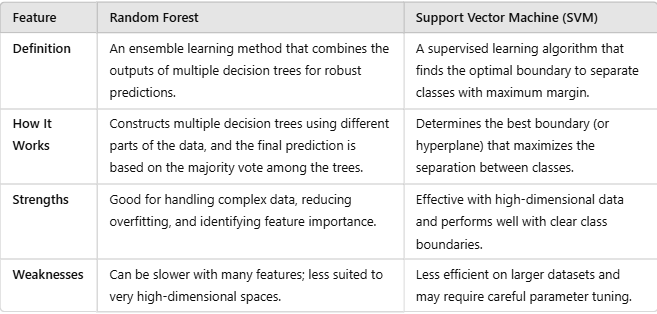 Feature Random Forest Support Vector Machine (SVM)
Definition An ensemble learning method that combines the A supervised learning algorithm that
outputs of multiple decision trees for robust finds the optimal boundary to separate
predictions. classes with maximum margin.
How It Constructs multiple decision trees using different Determines the best boundary (or
Works parts of the data, and the final prediction is hyperplane) that maximizes the
based on the majority vote among the trees. separation between classes.
Strengths Good for handling complex data, reducing Effective with high-dimensional data
overfitting, and identifying feature importance. and performs well with clear class
boundaries.
Weaknesses Can be slower with many features; less suited to Less efficient on larger datasets and
very high-dimensional spaces. may require careful parameter tuning.